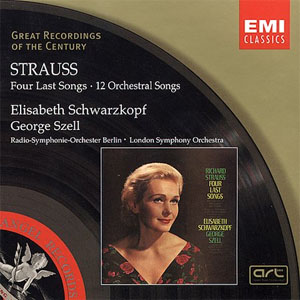 GREAT RECORDINGS
OF THE CENTURY
EMI
CLASSICS
STRAUSS
Four Last Songs · 12 Orchestral Songs
Elisabeth Schwarzkopf
George Szell
Radio-Symphonie-Orchester Berlin · London Symphony Orchestra
RICHARD
STRAUSS
FOUR
LAST
SONGS
ELISABETH
SCHWARZKOPF
GEORGE
SZELL
art